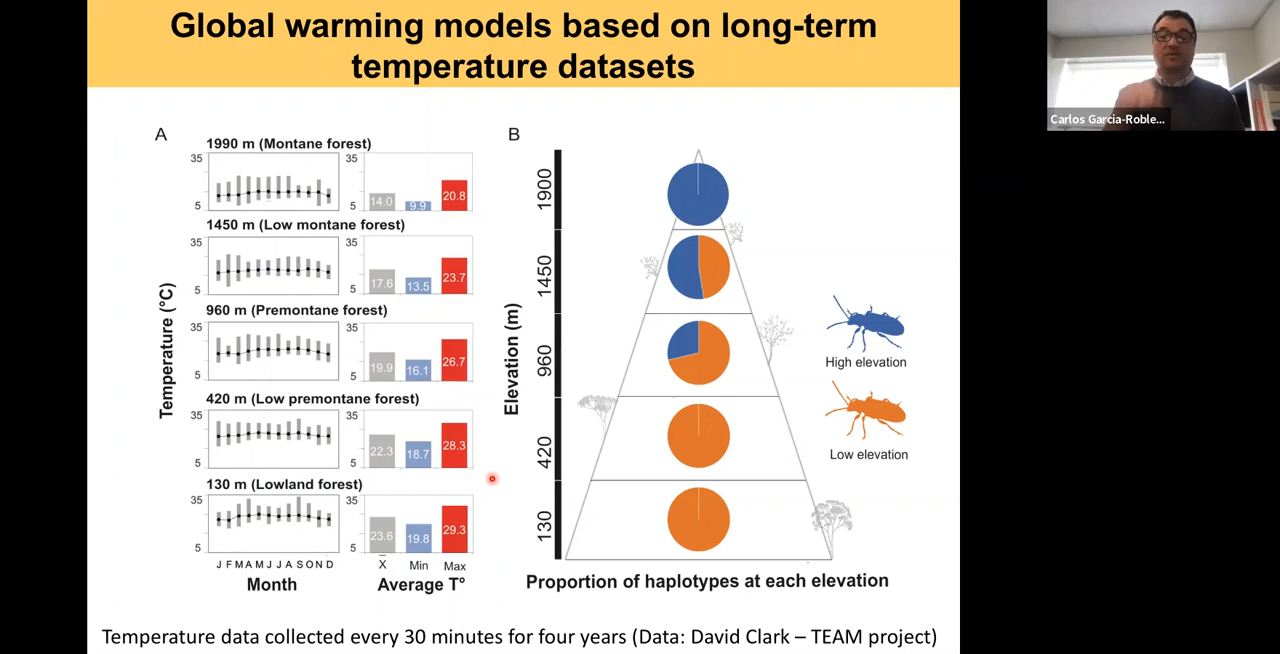 Global warming models based on long-term
temperature datasets
Carlos Garcia-Roble...
A
1990 m (Montane forest)
35
5
35
5
14.0
9.9
20.8
1450 m (Low montane forest)
35
5
35
5
17.6
13.5
23.7
960 m (Premontane forest)
35
5
35
5
19.9
16.1
26.7
420 m (Low premontane forest)
35
5
35
5
22.3
18.7
28.3
130 m (Lowland forest)
35
5
35
5
23.6
19.8
29.3
Temperature (°C)
J F M A M J J A S O N D
Month
X̅ Min Max
Average T°
B
Elevation (m)
1900
1450
960
420
130
High elevation
Low elevation
Proportion of haplotypes at each elevation
Temperature data collected every 30 minutes for four years (Data: David Clark – TEAM project)